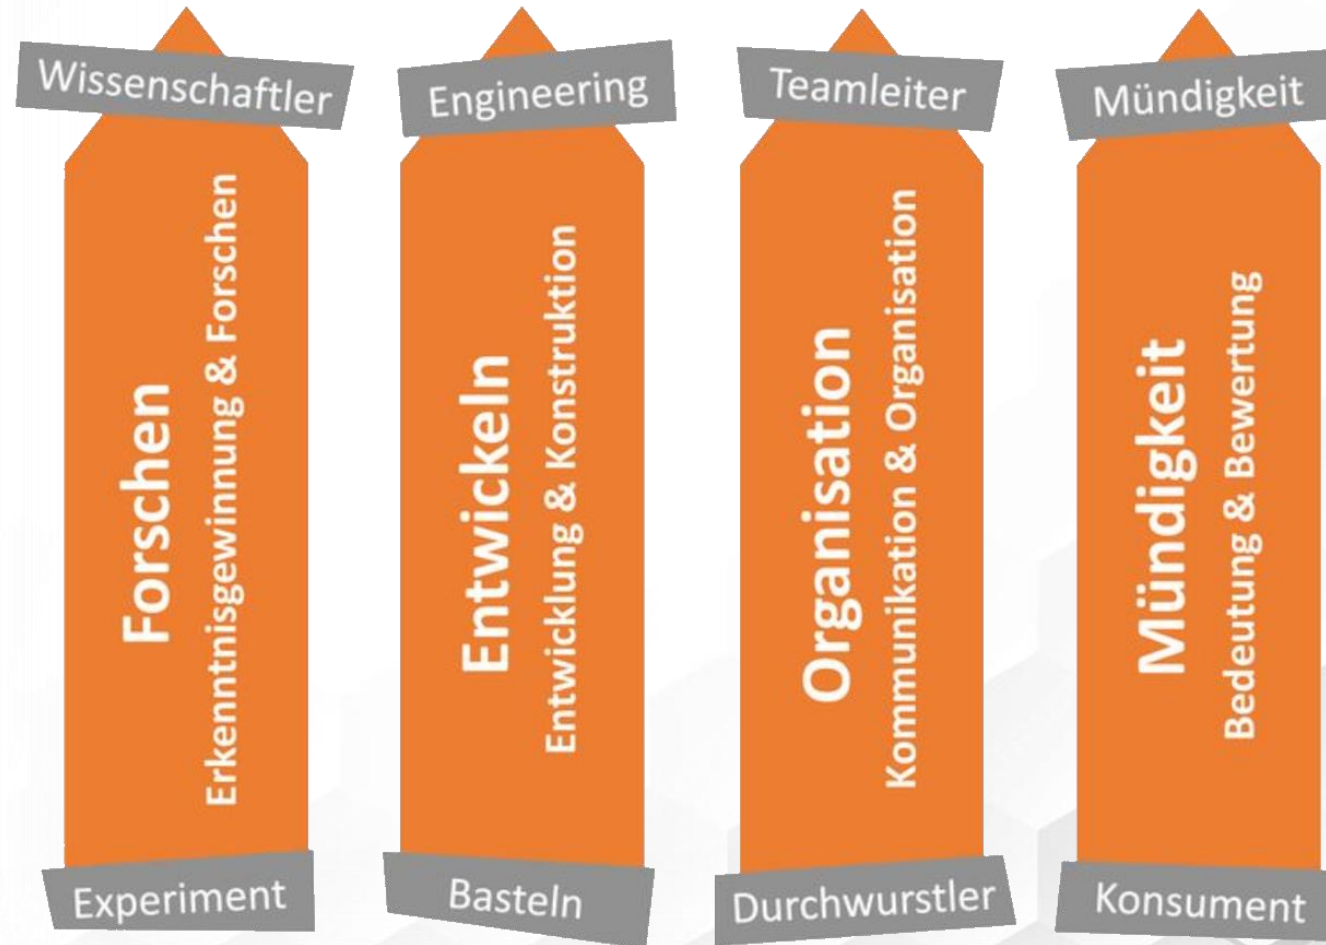 Wissenschaftler
Forschen
Erkenntnisgewinnung & Forschen
Experiment
Engineering
Entwickeln
Entwicklung & Konstruktion
Basteln
Teamleiter
Organisation
Kommunikation & Organisation
Durchwurstler
Mündigkeit
Mündigkeit
Bedeutung & Bewertung
Konsument